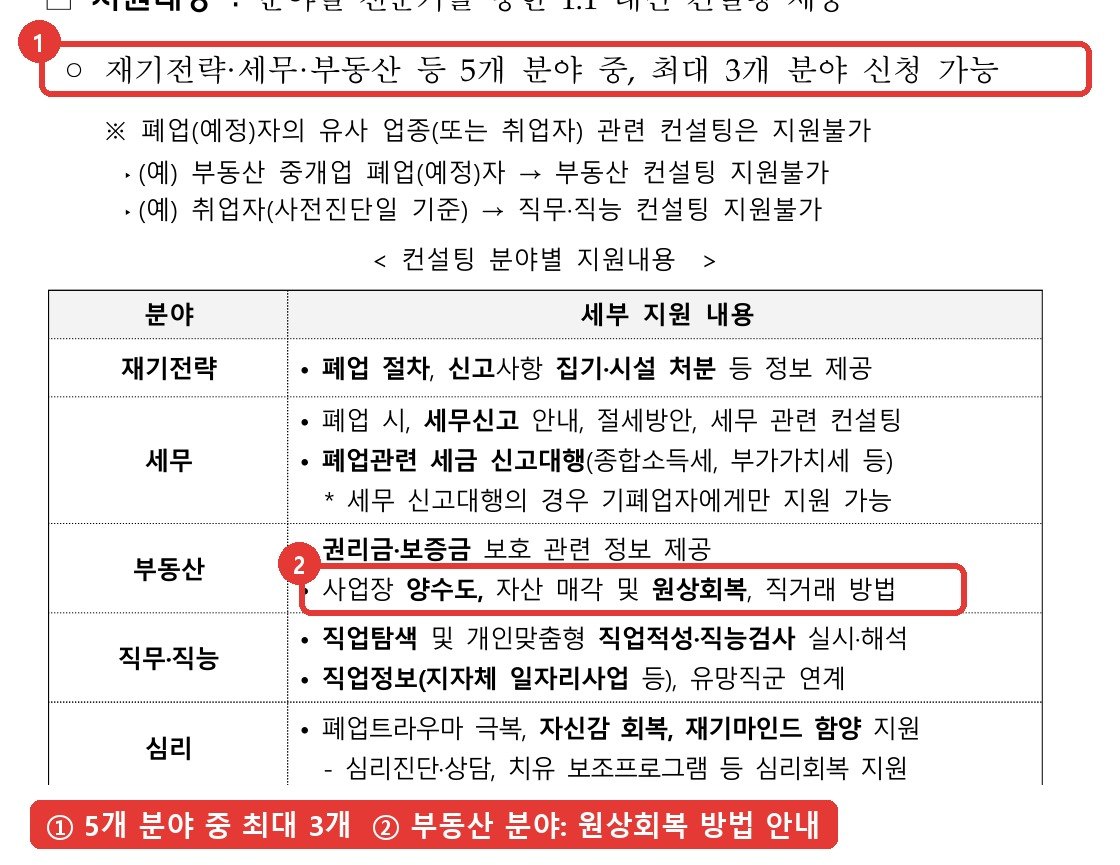 1
○ 재기전략·세무·부동산 등 5개 분야 중, 최대 3개 분야 신청 가능
※ 폐업(예정)자의 유사 업종(또는 취업자) 관련 컨설팅은 지원불가
‣ (예) 부동산 중개업 폐업(예정)자 → 부동산 컨설팅 지원불가
‣ (예) 취업자(사전진단일 기준) → 직무·직능 컨설팅 지원불가
< 컨설팅 분야별 지원내용 >
분야 세부 지원 내용
재기전략
• 폐업 절차, 신고사항 집기·시설 처분 등 정보 제공
세무
• 폐업 시, 세무신고 안내, 절세방안, 세무 관련 컨설팅
• 폐업관련 세금 신고대행(종합소득세, 부가가치세 등)
* 세무 신고대행의 경우 기폐업자에게만 지원 가능
부동산
권리금·보증금 보호 관련 정보 제공
2
• 사업장 양수도, 자산 매각 및 원상회복, 직거래 방법
직무·직능
• 직업탐색 및 개인맞춤형 직업적성·직능검사 실시·해석
• 직업정보(지자체 일자리사업 등), 유망직군 연계
심리
• 폐업트라우마 극복, 자신감 회복, 재기마인드 함양 지원
- 심리진단·상담, 치유 보조프로그램 등 심리회복 지원
① 5개 분야 중 최대 3개 ② 부동산 분야: 원상회복 방법 안내